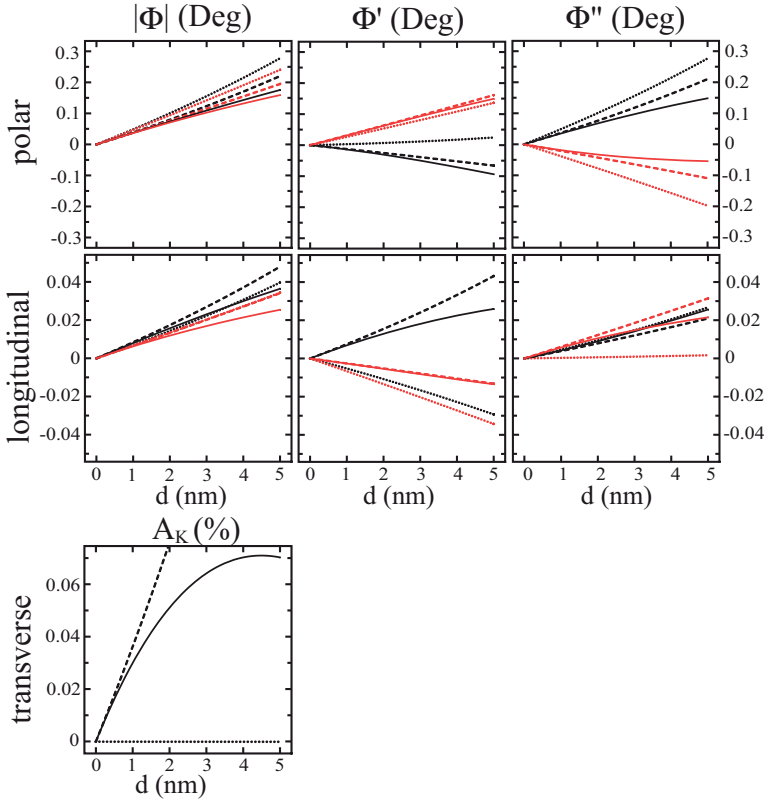 |Φ| (Deg) Φ' (Deg) Φ'' (Deg)
polar
0.3 0.3
0.2 0.2
0.1 0.1
0 0
-0.1 -0.1
-0.2 -0.2
-0.3 -0.3
longitudinal
0.04 0.04
0.02 0.02
0 0
-0.02 -0.02
-0.04 -0.04
0 1 2 3 4 5 0 1 2 3 4 5 0 1 2 3 4 5
d (nm) d (nm) d (nm)
A_K (%)
transverse
0.06
0.04
0.02
0
0 1 2 3 4 5
d (nm)